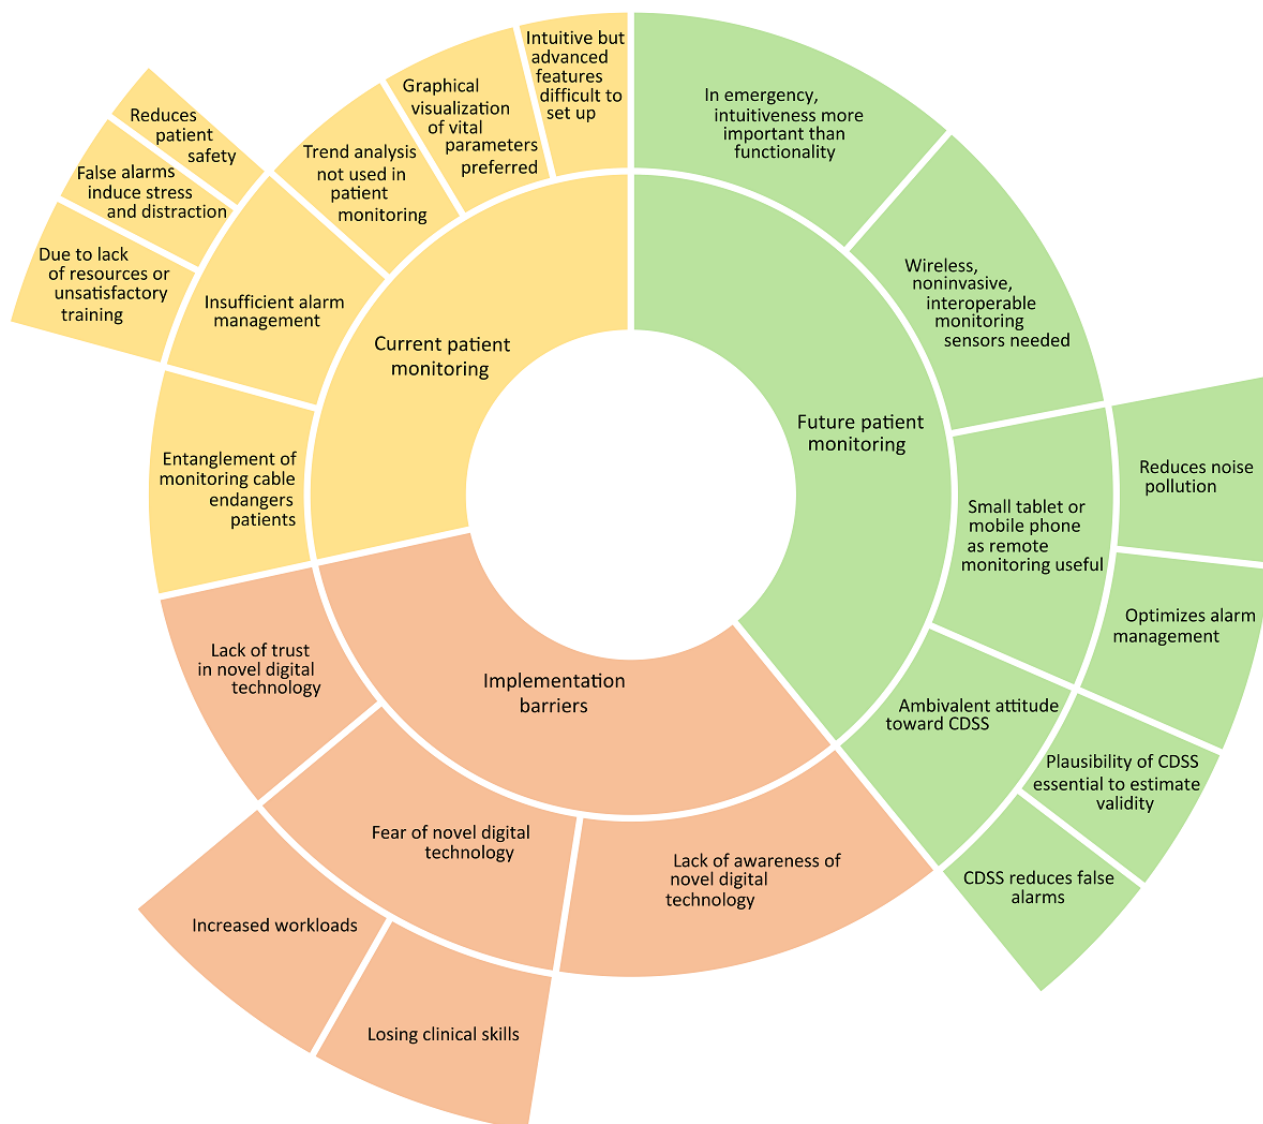 Intuitive but
advanced
features
difficult to
set up
Graphical
visualization
of vital
parameters
preferred
Trend analysis
not used in
patient
monitoring
Reduces
patient
safety
False alarms
induce stress
and distraction
Due to lack
of resources or
unsatisfactory
training
Insufficient alarm
management
Current patient
monitoring
Entanglement of
monitoring cable
endangers
patients
In emergency,
intuitiveness more
important than
functionality
Wireless,
noninvasive,
interoperable
monitoring
sensors needed
Future patient
monitoring
Small tablet or
mobile phone
as remote
monitoring useful
Reduces noise
pollution
Optimizes alarm
management
Ambivalent attitude
toward CDSS
Plausibility of CDSS
essential to estimate
validity
CDSS reduces false
alarms
Implementation
barriers
Lack of trust
in novel digital
technology
Fear of novel digital
technology
Lack of awareness of
novel digital
technology
Increased workloads
Losing clinical skills